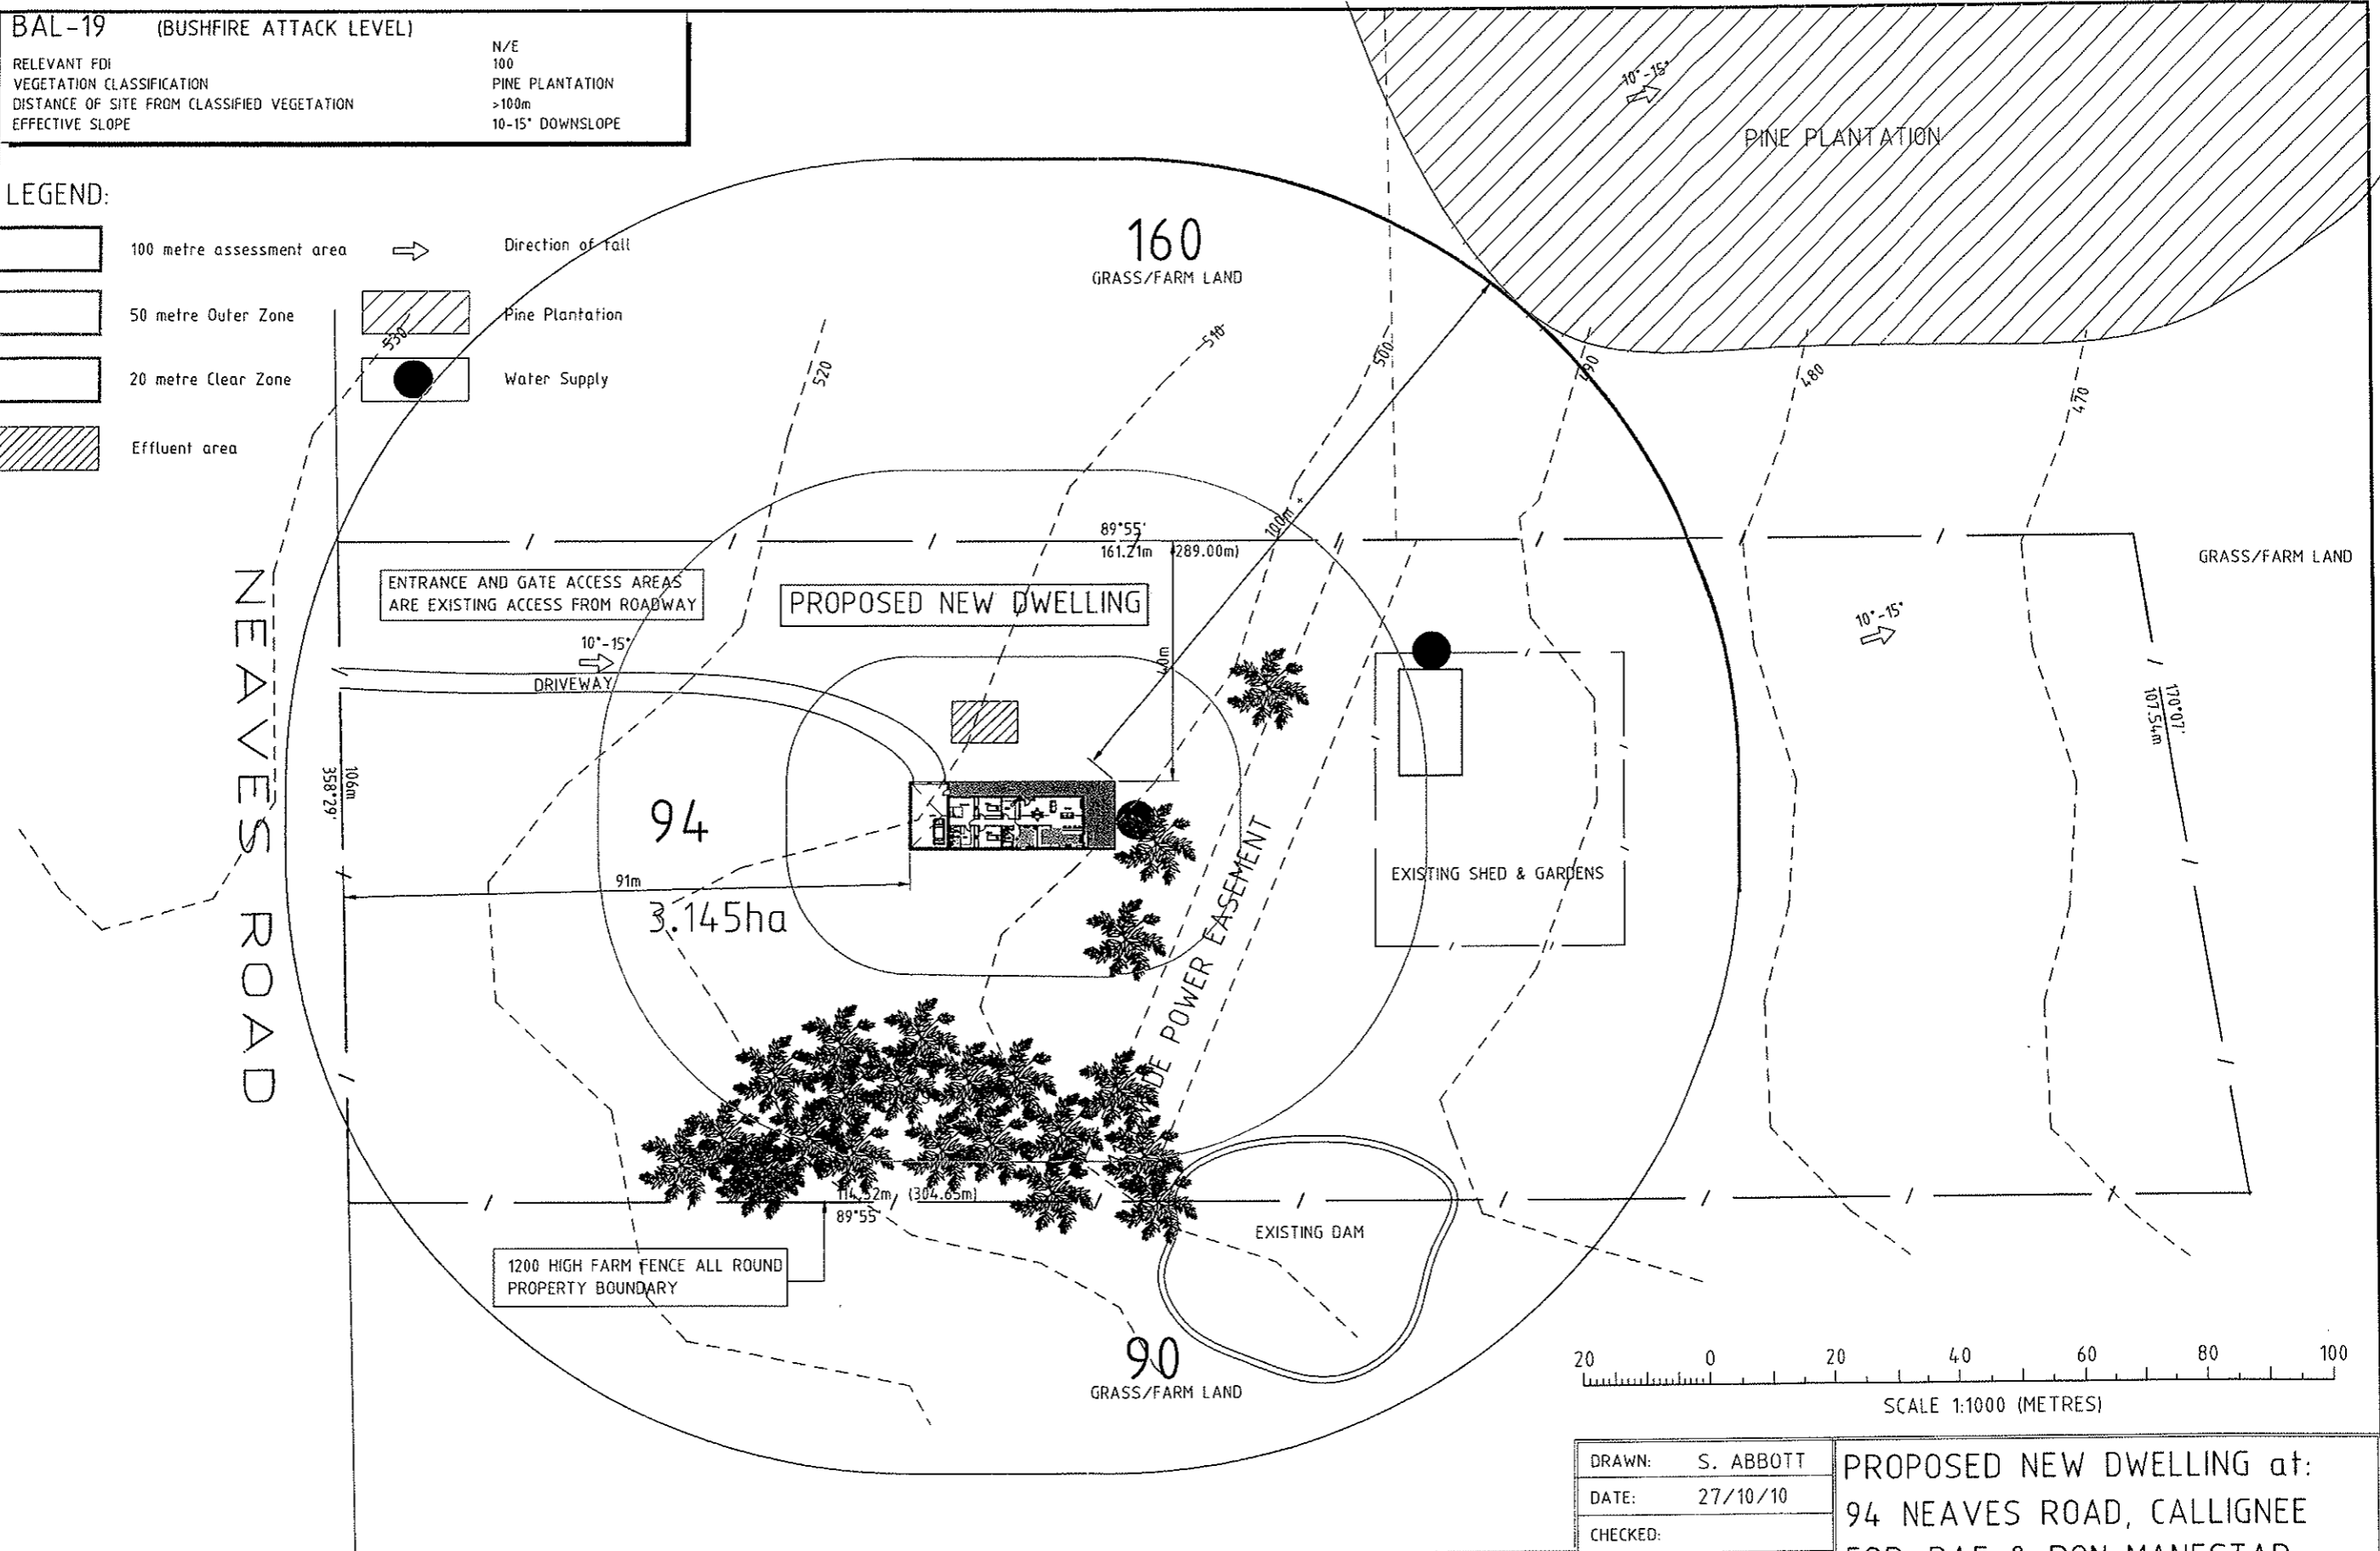 BAL-19 (BUSHFIRE ATTACK LEVEL)
N/E
RELEVANT FDI 100
VEGETATION CLASSIFICATION PINE PLANTATION
DISTANCE OF SITE FROM CLASSIFIED VEGETATION >100m
EFFECTIVE SLOPE 10-15° DOWNSLOPE
LEGEND:
100 metre assessment area
Direction of fall
50 metre Outer Zone
Pine Plantation
20 metre Clear Zone
Water Supply
Effluent area
10°-15°
PINE PLANTATION
160
GRASS/FARM LAND
530
520
510
500
490
480
470
100m +
89°55'
161.21m (289.00m)
GRASS/FARM LAND
ENTRANCE AND GATE ACCESS AREAS
ARE EXISTING ACCESS FROM ROADWAY
PROPOSED NEW DWELLING
10°-15°
DRIVEWAY
40m
10°-15°
170°07'
107.54m
NEAVES ROAD
106m
358°29'
94
91m
3.145ha
EXISTING SHED & GARDENS
DE POWER EASEMENT
114.52m (304.65m)
89°55'
EXISTING DAM
1200 HIGH FARM FENCE ALL ROUND
PROPERTY BOUNDARY
90
GRASS/FARM LAND
20 0 20 40 60 80 100
SCALE 1:1000 (METRES)
DRAWN: S. ABBOTT
DATE: 27/10/10
CHECKED:
PROPOSED NEW DWELLING at:
94 NEAVES ROAD, CALLIGNEE